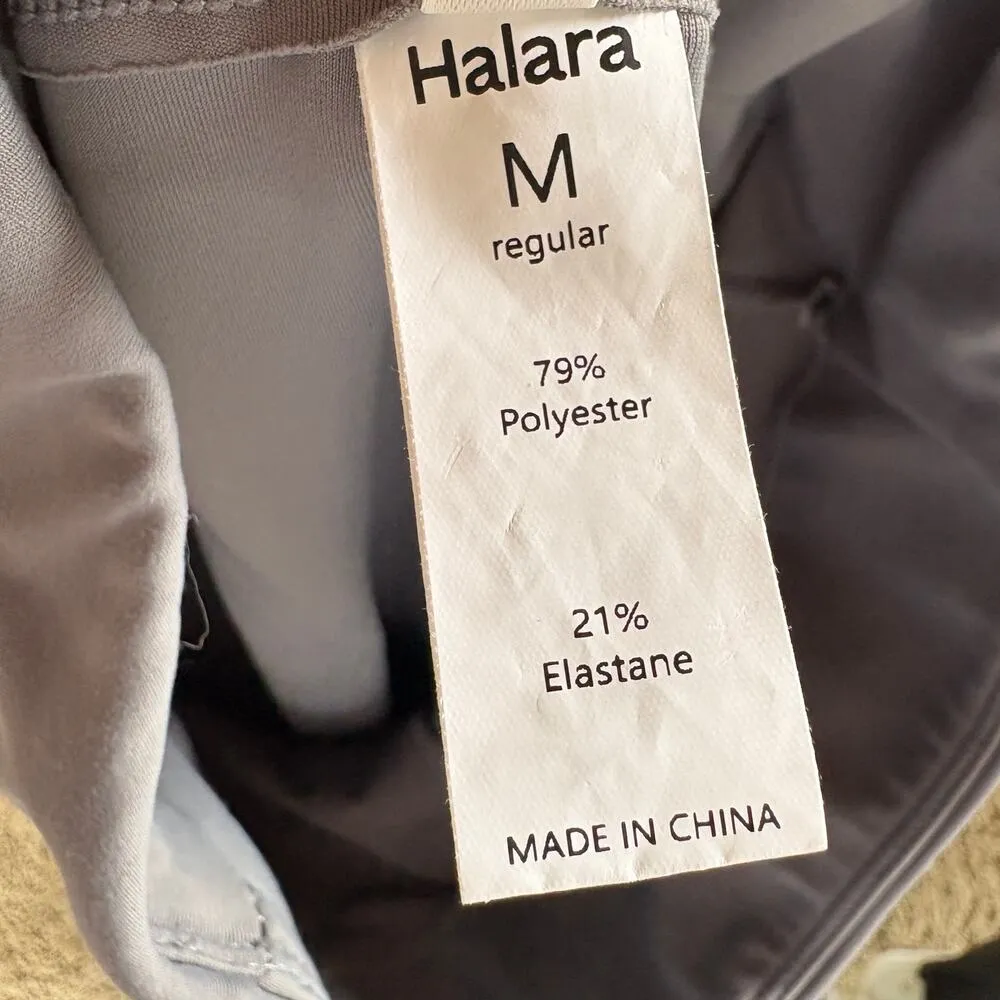 Halara
M
regular
79%
Polyester
21%
Elastane
MADE IN CHINA